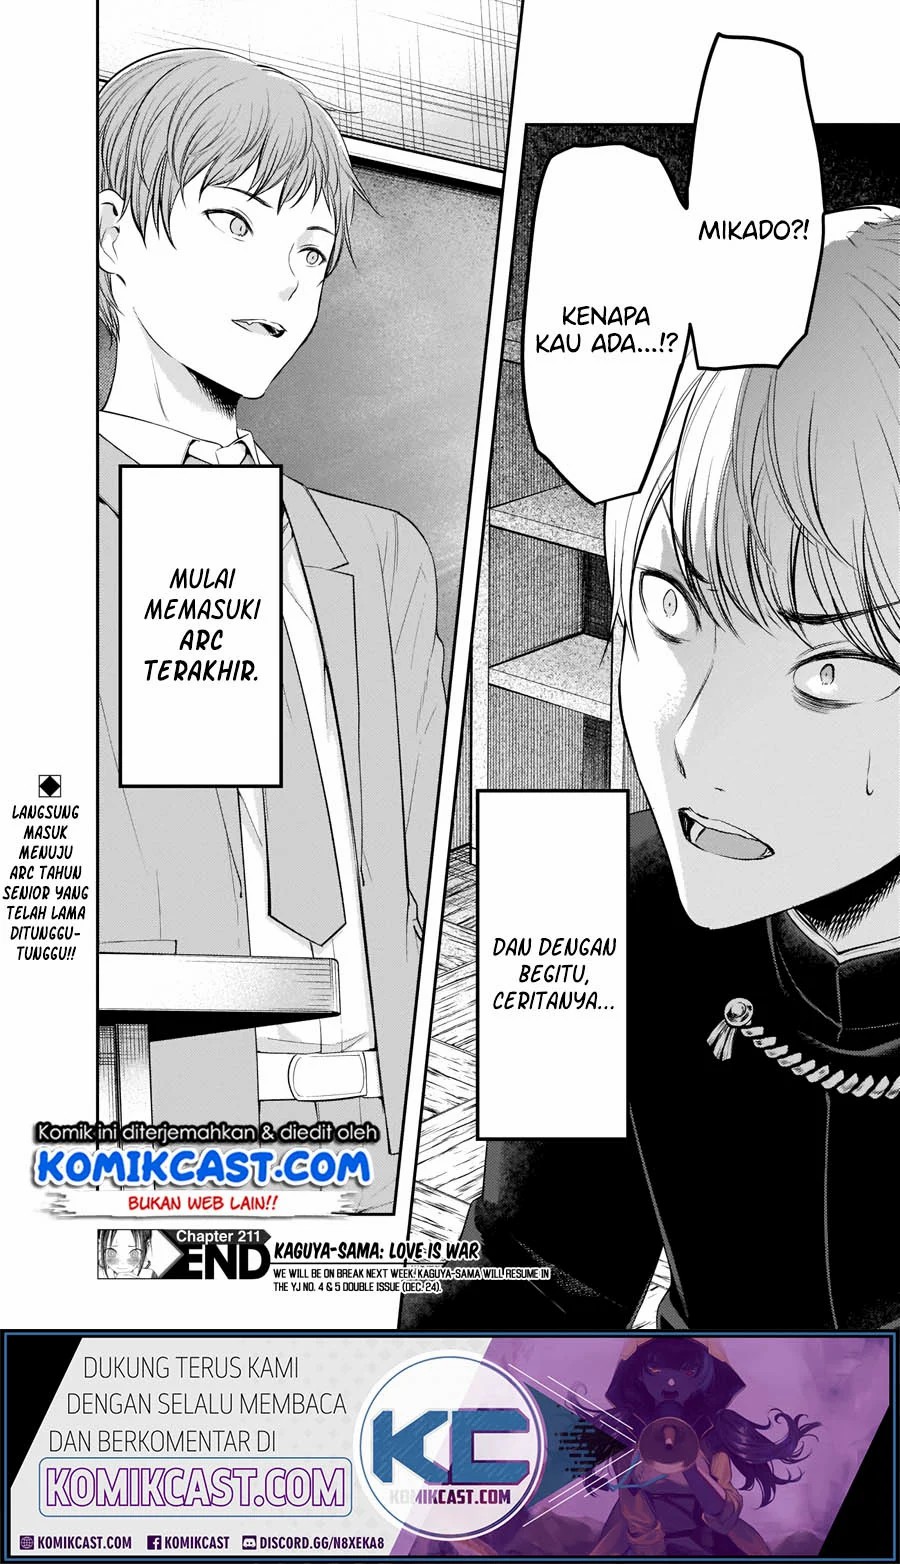 MIKADO?!
KENAPA
KAU ADA...!?
DAN DENGAN
BEGITU,
CERITANYA...
MULAI
MEMASUKI
ARC
TERAKHIR.
LANGSUNG
MASUK
MENUJU
ARC TAHUN
SENIOR YANG
TELAH LAMA
DITUNGGU-
TUNGGU!!
Komik ini diterjemahkan & diedit oleh
KOMIKCAST.COM
BUKAN WEB LAIN!!
Chapter 211
END
KAGUYA-SAMA: LOVE IS WAR
WE WILL BE ON BREAK NEXT WEEK. KAGUYA-SAMA WILL RESUME IN
THE YJ NO. 4 & 5 DOUBLE ISSUE (DEC. 24).
DUKUNG TERUS KAMI
DENGAN SELALU MEMBACA
DAN BERKOMENTAR DI
KOMIKCAST.COM
KC
KOMIKCAST.COM
KOMIKCAST.COM
KOMIKCAST.COM
DISCORD.GG/N8XEKA8